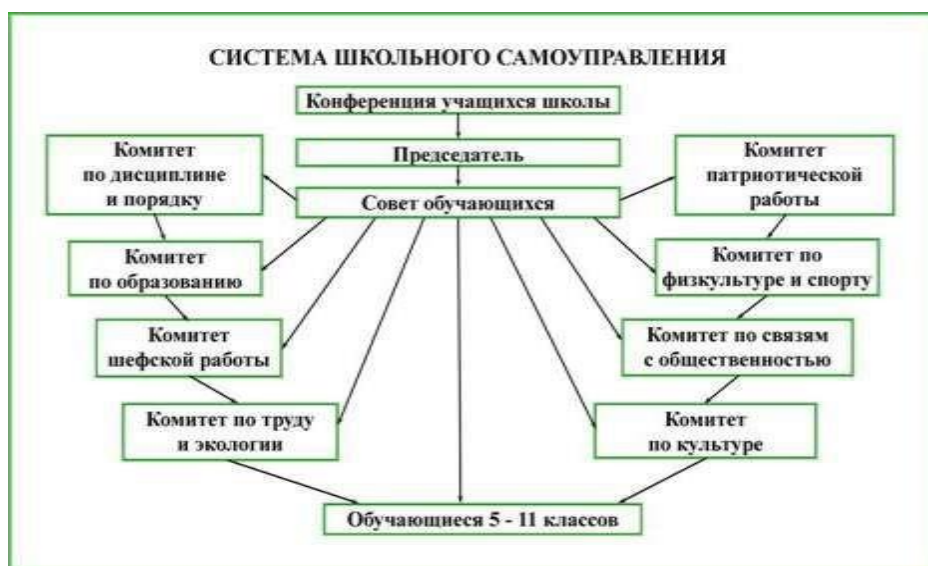 СИСТЕМА ШКОЛЬНОГО САМОУПРАВЛЕНИЯ
Конференция учащихся школы
Председатель
Совет обучающихся
Комитет
по дисциплине
и порядку
Комитет
по образованию
Комитет
шефской работы
Комитет по труду
и экологии
Комитет
патриотической
работы
Комитет по
физкультуре и спорту
Комитет по связям
с общественностью
Комитет
по культуре
Обучающиеся 5 - 11 классов